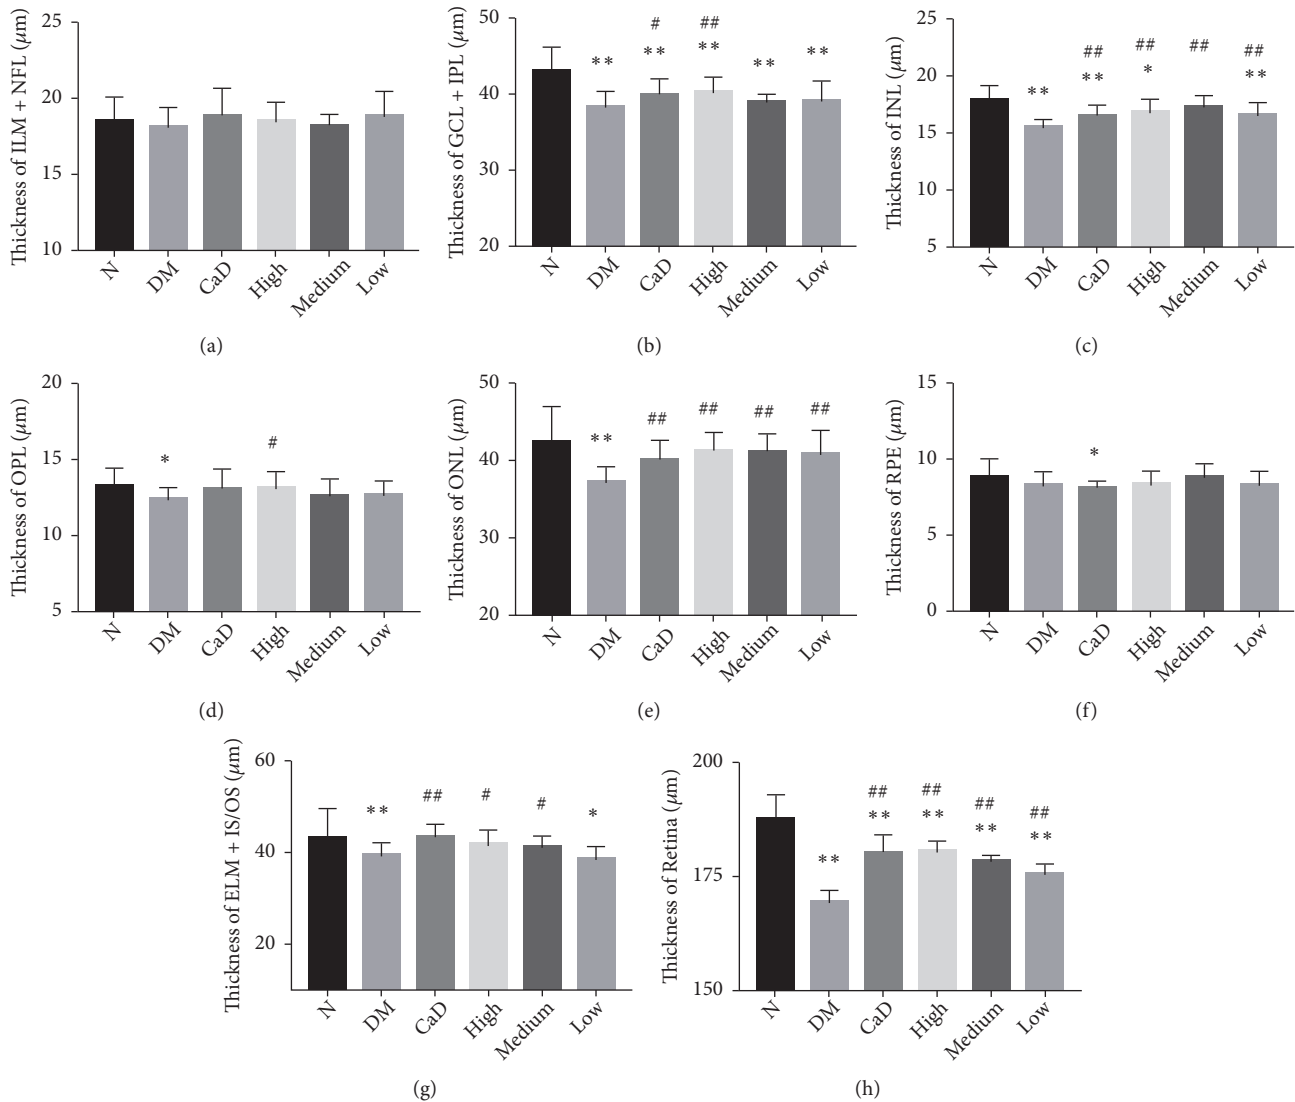 Thickness of ILM + NFL (μm)
25
20
15
10
N DM CaD High Medium Low
(a)
Thickness of GCL + IPL (μm)
50
40
30
20
** # ** ## ** ** **
N DM CaD High Medium Low
(b)
Thickness of INL (μm)
25
20
15
10
5
** ## ** ## * ## ## **
N DM CaD High Medium Low
(c)
Thickness of OPL (μm)
20
15
10
5
* #
N DM CaD High Medium Low
(d)
Thickness of ONL (μm)
50
40
30
20
** ## ## ## ##
N DM CaD High Medium Low
(e)
Thickness of RPE (μm)
15
10
5
0
*
N DM CaD High Medium Low
(f)
Thickness of ELM + IS/OS (μm)
60
40
20
** ## # # *
N DM CaD High Medium Low
(g)
Thickness of Retina (μm)
200
175
150
** ## ** ## ** ## ** ## **
N DM CaD High Medium Low
(h)